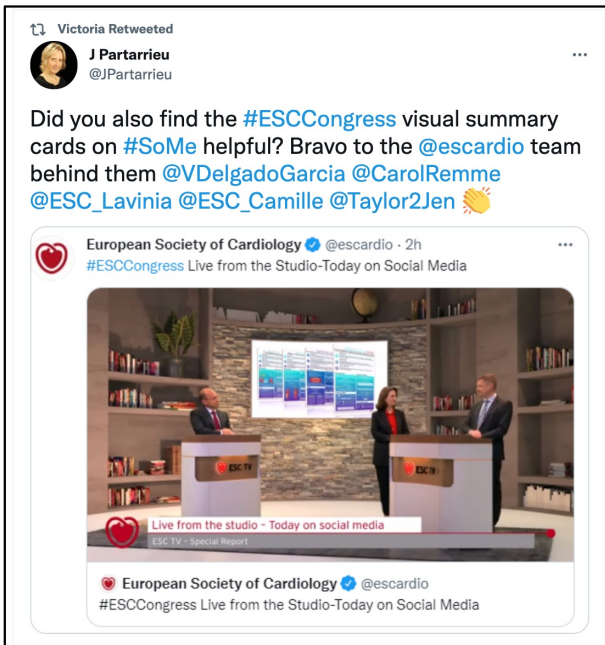 Victoria Retweeted
J Partarrieu
@JPartarrieu
Did you also find the #ESCCongress visual summary
cards on #SoMe helpful? Bravo to the @escardio team
behind them @VDelgadoGarcia @CarolRemme
@ESC_Lavinia @ESC_Camille @Taylor2Jen 👏
European Society of Cardiology @escardio · 2h
#ESCCongress Live from the Studio-Today on Social Media
ESC TV
ESC TV
Live from the studio - Today on social media
ESC TV - Special Report
European Society of Cardiology @escardio
#ESCCongress Live from the Studio-Today on Social Media